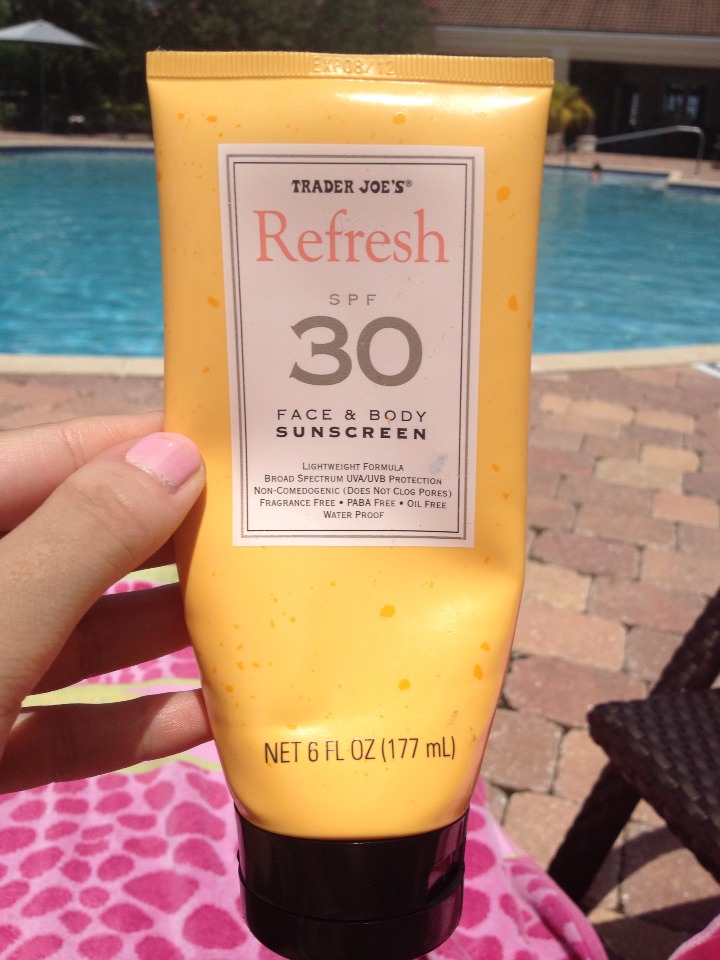 EXP08/12
TRADER JOE'S®
Refresh
SPF
30
FACE & BODY
SUNSCREEN
LIGHTWEIGHT FORMULA
BROAD SPECTRUM UVA/UVB PROTECTION
NON-COMEDOGENIC (DOES NOT CLOG PORES)
FRAGRANCE FREE • PABA FREE • OIL FREE
WATER PROOF
NET 6 FL OZ (177 mL)